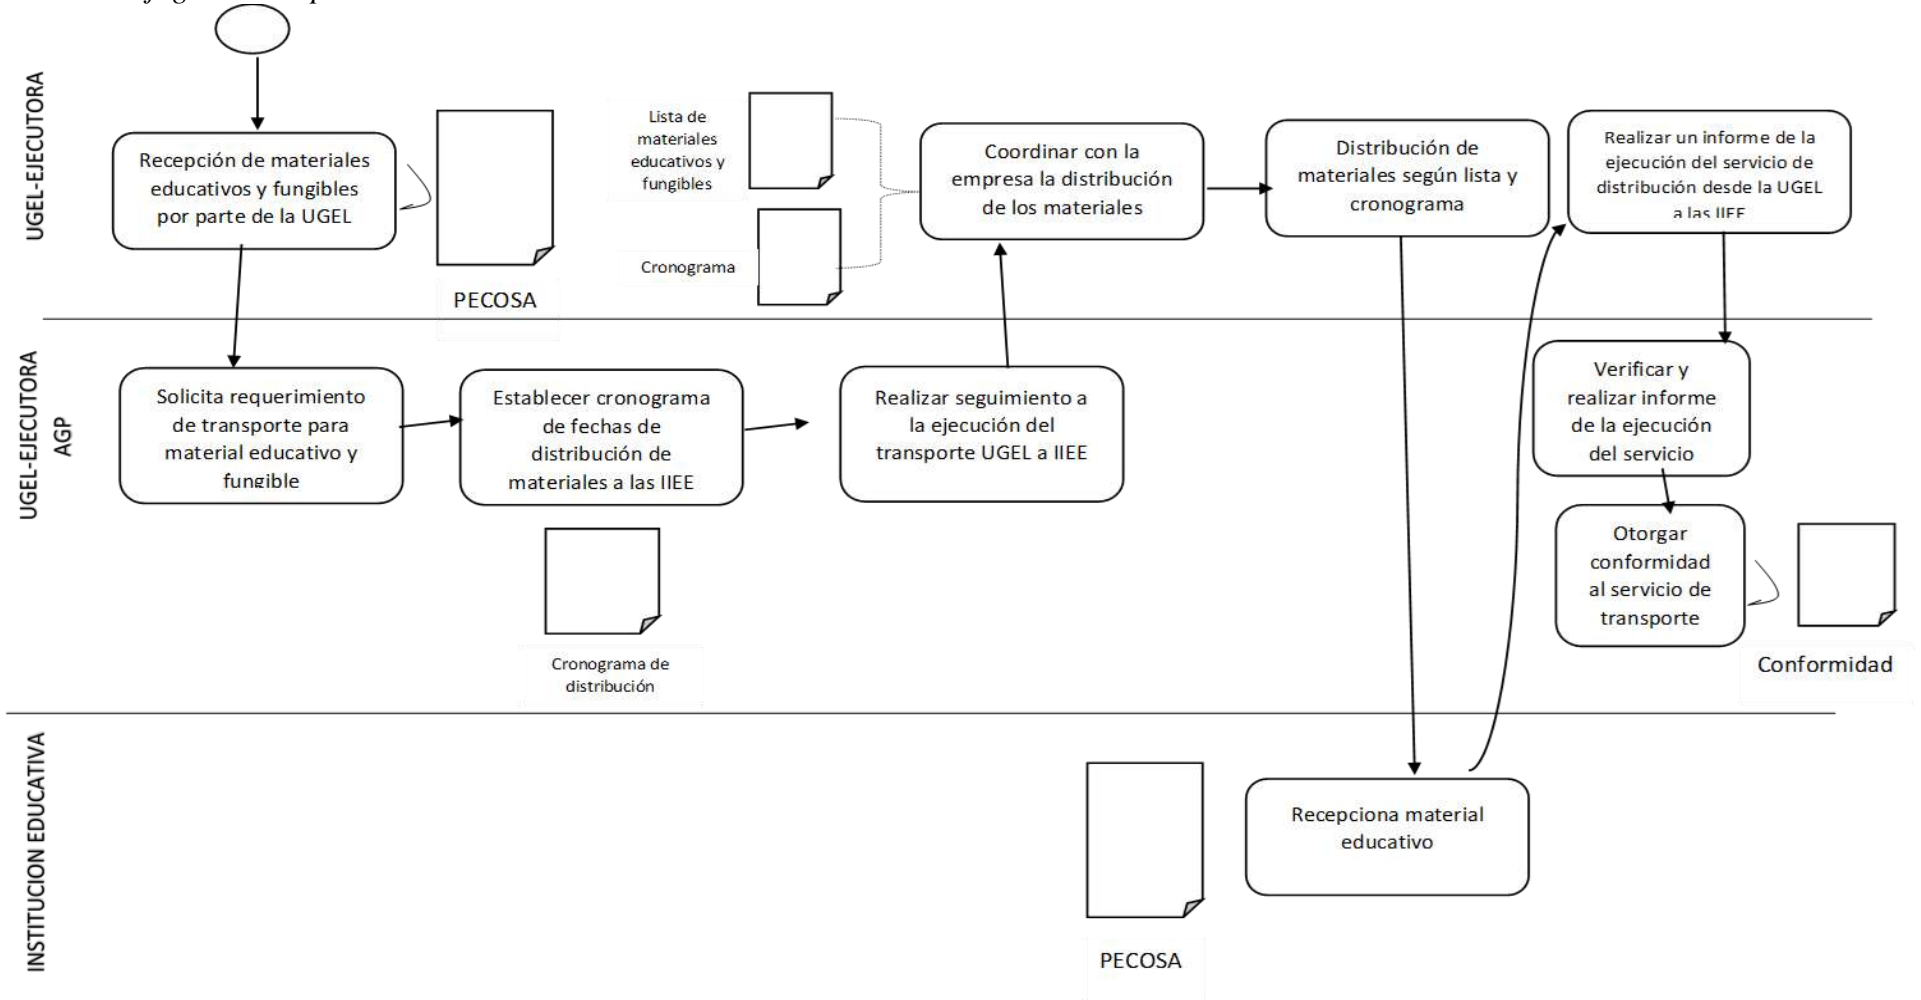 UGEL-EJECUTORA
Recepción de materiales
educativos y fungibles
por parte de la UGEL
PECOSA
Lista de
materiales
educativos y
fungibles
Cronograma
Coordinar con la
empresa la distribución
de los materiales
Distribución de
materiales según lista y
cronograma
Realizar un informe de la
ejecución del servicio de
distribución desde la UGEL
a las IIEE
UGEL-EJECUTORA
AGP
Solicita requerimiento
de transporte para
material educativo y
fungible
Establecer cronograma
de fechas de
distribución de
materiales a las IIEE
Cronograma de
distribución
Realizar seguimiento a
la ejecución del
transporte UGEL a IIEE
Verificar y
realizar informe
de la ejecución
del servicio
Otorgar
conformidad
al servicio de
transporte
Conformidad
INSTITUCION EDUCATIVA
PECOSA
Recepciona material
educativo